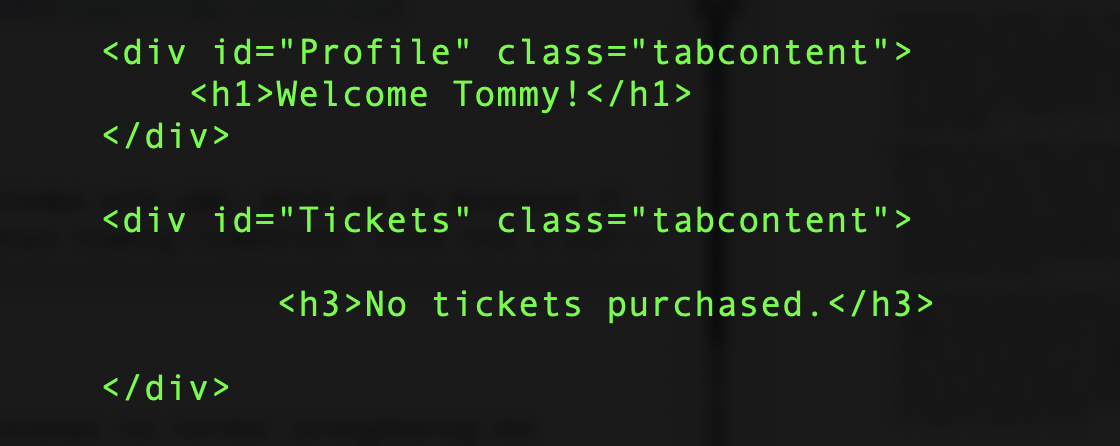 <div id="Profile" class="tabcontent">
<h1>Welcome Tommy!</h1>
</div>
<div id="Tickets" class="tabcontent">
<h3>No tickets purchased.</h3>
</div>